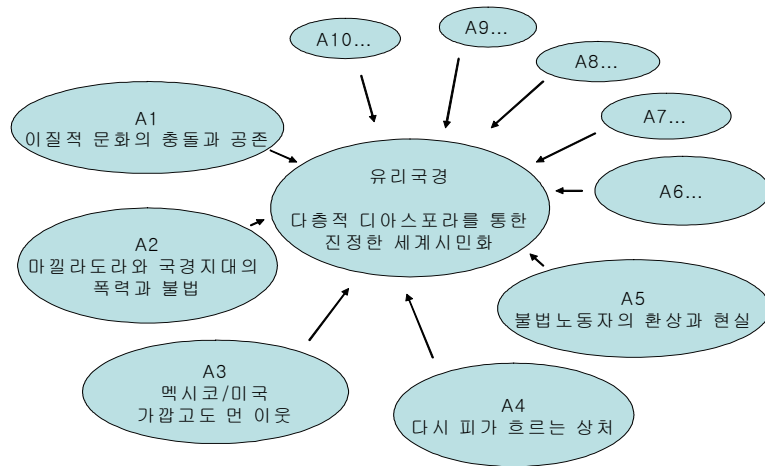 A10...
A9...
A8...
A7...
A6...
A1
이질적 문화의 충돌과 공존
유리국경
다층적 디아스포라를 통한
진정한 세계시민화
A2
마낄라도라와 국경지대의
폭력과 불법
A5
불법노동자의 환상과 현실
A3
멕시코/미국
가깝고도 먼 이웃
A4
다시 피가 흐르는 상처